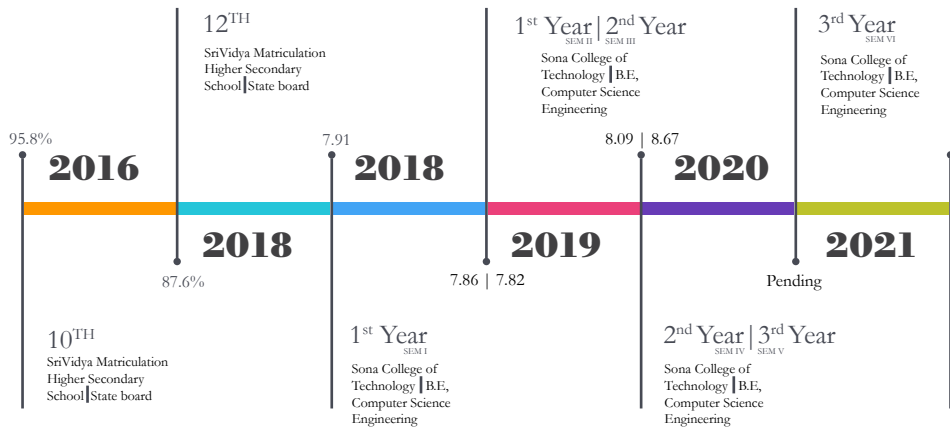 12TH
SriVidya Matriculation
Higher Secondary
School|State board
1st Year|2nd Year
SEM II SEM III
Sona College of
Technology | B.E,
Computer Science
Engineering
3rd Year
SEM VI
Sona College of
Technology | B.E,
Computer Science
Engineering
95.8%
7.91
8.09 | 8.67
2016
2018
2020
2018
2019
2021
87.6%
7.86 | 7.82
Pending
10TH
SriVidya Matriculation
Higher Secondary
School|State board
1st Year
SEM I
Sona College of
Technology | B.E,
Computer Science
Engineering
2nd Year|3rd Year
SEM IV SEM V
Sona College of
Technology | B.E,
Computer Science
Engineering